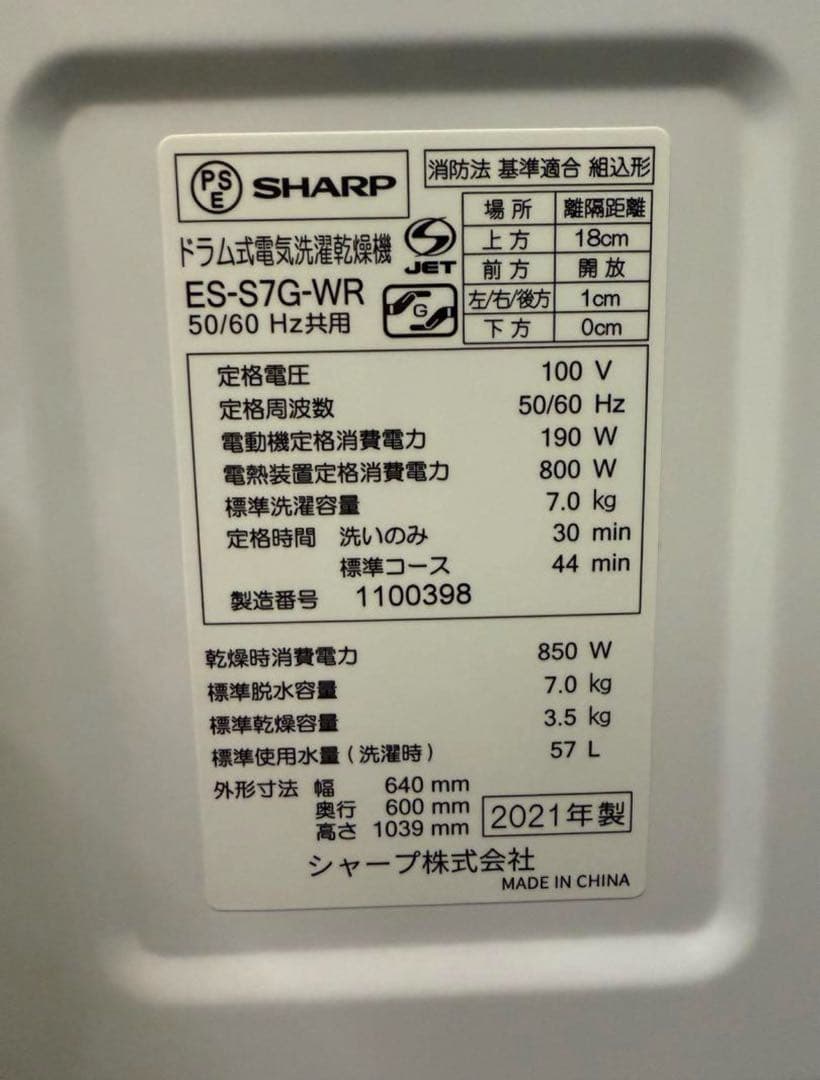 PSE SHARP
消防法 基準適合 組込形
場所 離隔距離
上方 18cm
前方 開放
左/右/後方 1cm
下方 0cm
ドラム式電気洗濯乾燥機
ES-S7G-WR
50/60 Hz共用
S JET
G
定格電圧 100 V
定格周波数 50/60 Hz
電動機定格消費電力 190 W
電熱装置定格消費電力 800 W
標準洗濯容量 7.0 kg
定格時間 洗いのみ 30 min
標準コース 44 min
製造番号 1100398
乾燥時消費電力 850 W
標準脱水容量 7.0 kg
標準乾燥容量 3.5 kg
標準使用水量(洗濯時) 57 L
外形寸法 幅 640 mm
奥行 600 mm
高さ 1039 mm
2021年製
シャープ株式会社
MADE IN CHINA